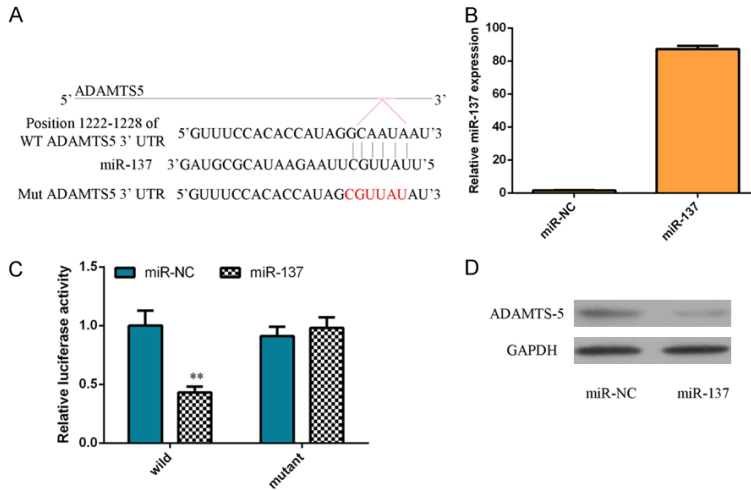 A
ADAMTS5
5’ 3’
Position 1222-1228 of
WT ADAMTS5 3’ UTR
5’GUUUCCACACCAUAGGCAAUAAU’3
miR-137 3’GAUGCGCAUAAGAAUUCGUUAUU’5
Mut ADAMTS5 3’ UTR 5’GUUUCCACACCAUAGCGUUAUAU’3
B
Relative miR-137 expression
100
80
60
40
20
0
miR-NC miR-137
C
miR-NC miR-137
Relative luciferase activity
1.5
1.0
0.5
0.0
**
wild mutant
D
ADAMTS-5
GAPDH
miR-NC miR-137